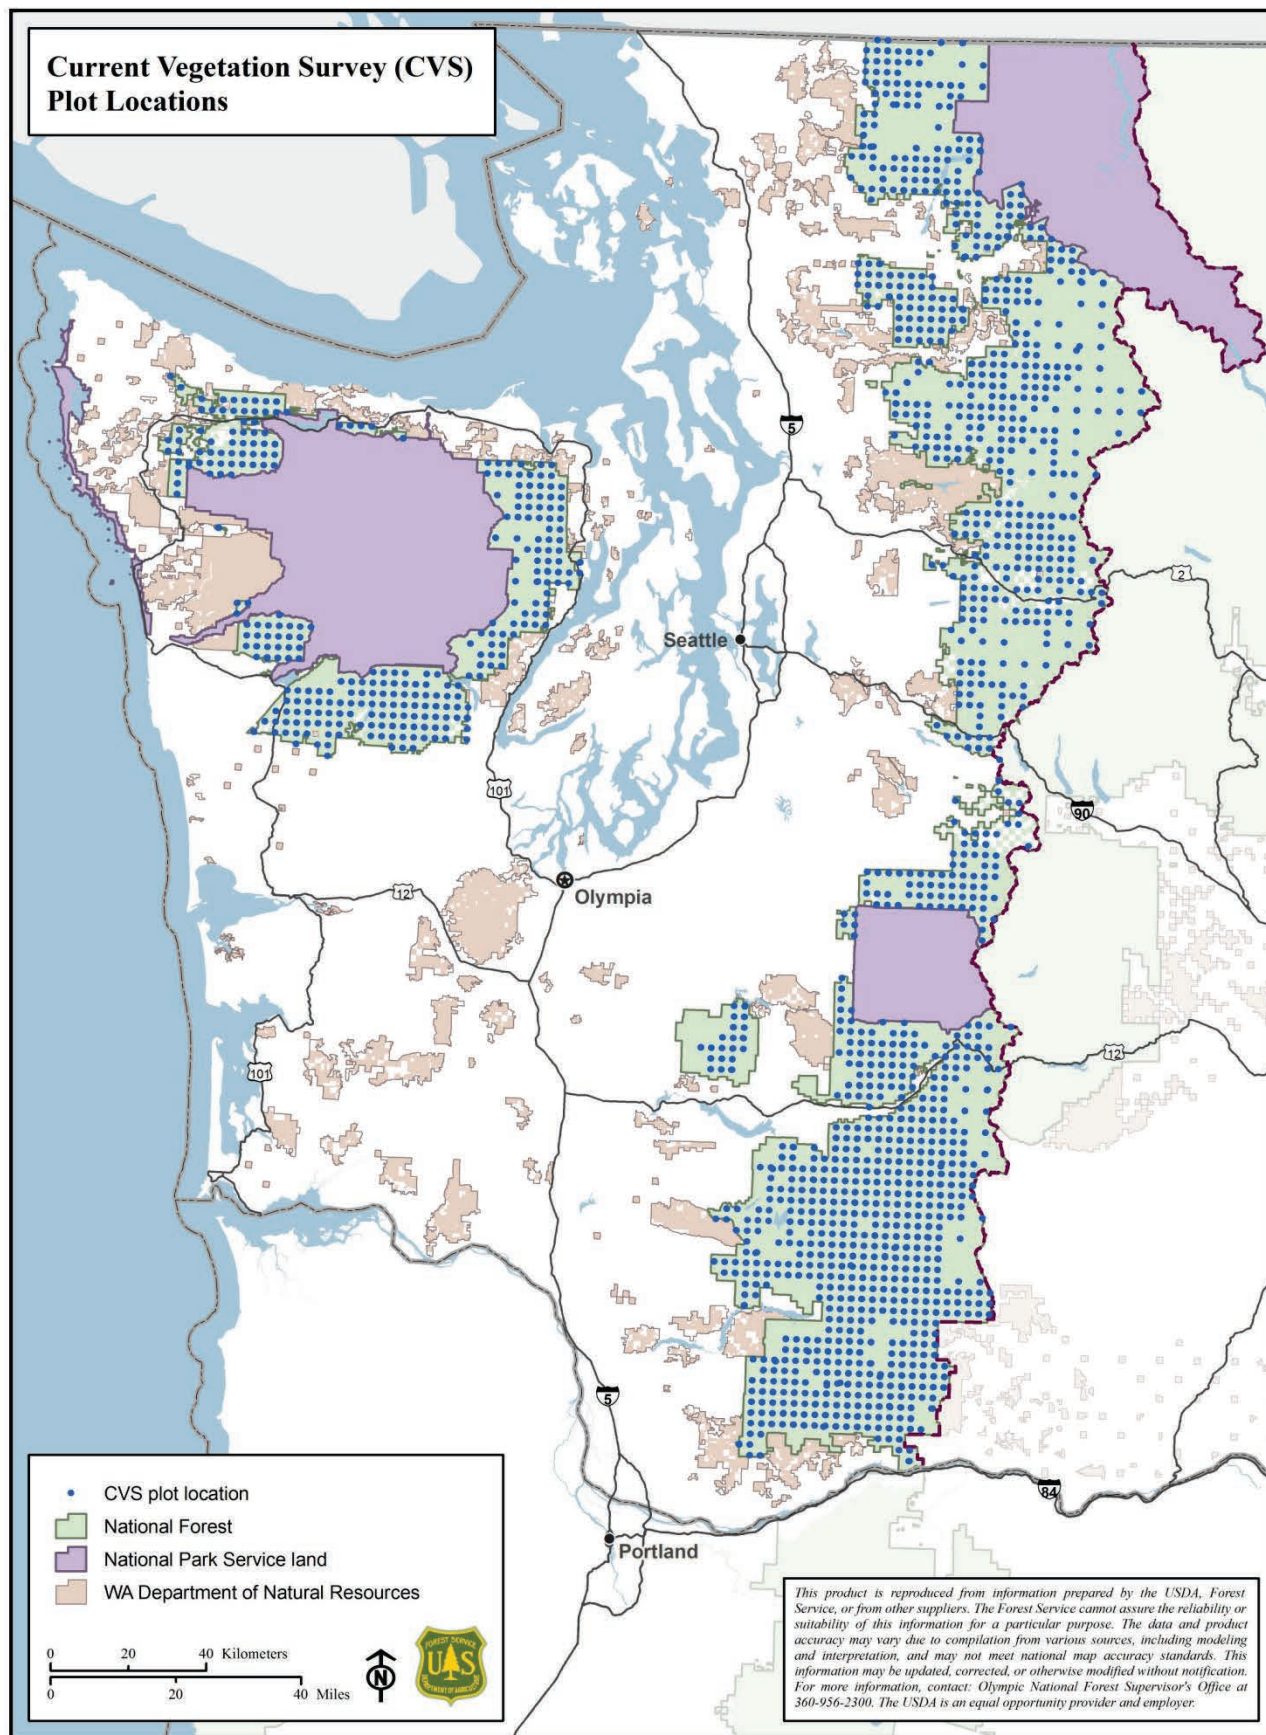 Current Vegetation Survey (CVS)
Plot Locations
5
2
Seattle
101
90
12
Olympia
101
12
5
84
Portland
CVS plot location
National Forest
National Park Service land
WA Department of Natural Resources
0 20 40 Kilometers
0 20 40 Miles
N
FOREST SERVICE
U S
DEPARTMENT OF AGRICULTURE
This product is reproduced from information prepared by the USDA, Forest
Service, or from other suppliers. The Forest Service cannot assure the reliability or
suitability of this information for a particular purpose. The data and product
accuracy may vary due to compilation from various sources, including modeling
and interpretation, and may not meet national map accuracy standards. This
information may be updated, corrected, or otherwise modified without notification.
For more information, contact: Olympic National Forest Supervisor's Office at
360-956-2300. The USDA is an equal opportunity provider and employer.